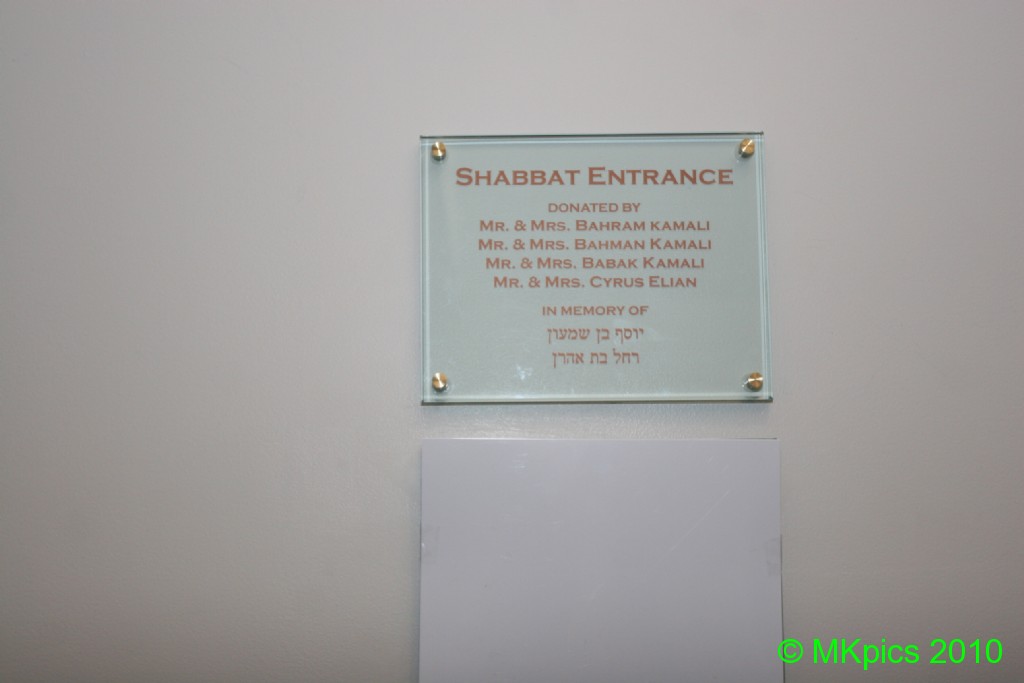 SHABBAT ENTRANCE
DONATED BY
MR. & MRS. BAHRAM KAMALI
MR. & MRS. BAHMAN KAMALI
MR. & MRS. BABAK KAMALI
MR. & MRS. CYRUS ELIAN
IN MEMORY OF
יוסף בן שמעון
רחל בת אהרן
© MKpics 2010